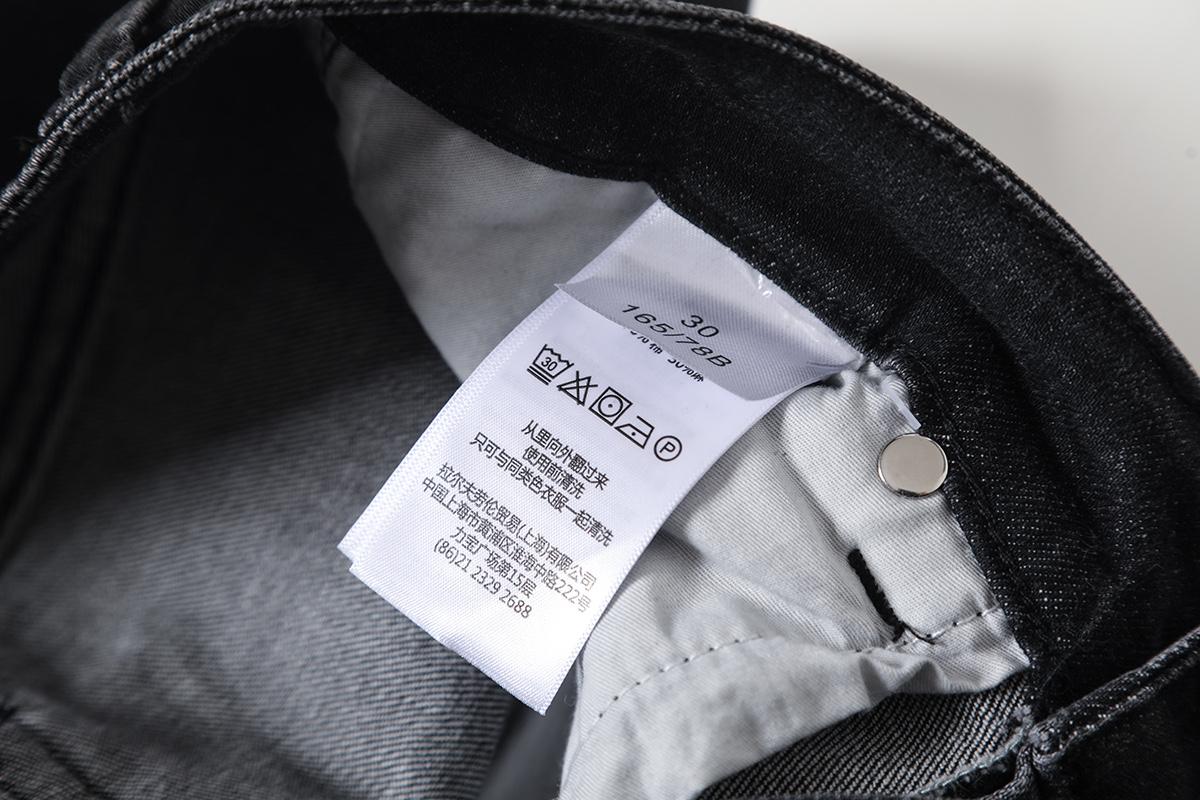 30
165/78B
30
P
从里向外翻过来
使用前清洗
只可与同类色衣服一起清洗
拉尔夫劳伦贸易(上海)有限公司
中国上海市黄浦区淮海中路222号
力宝广场第15层
(86)21 2329 2688